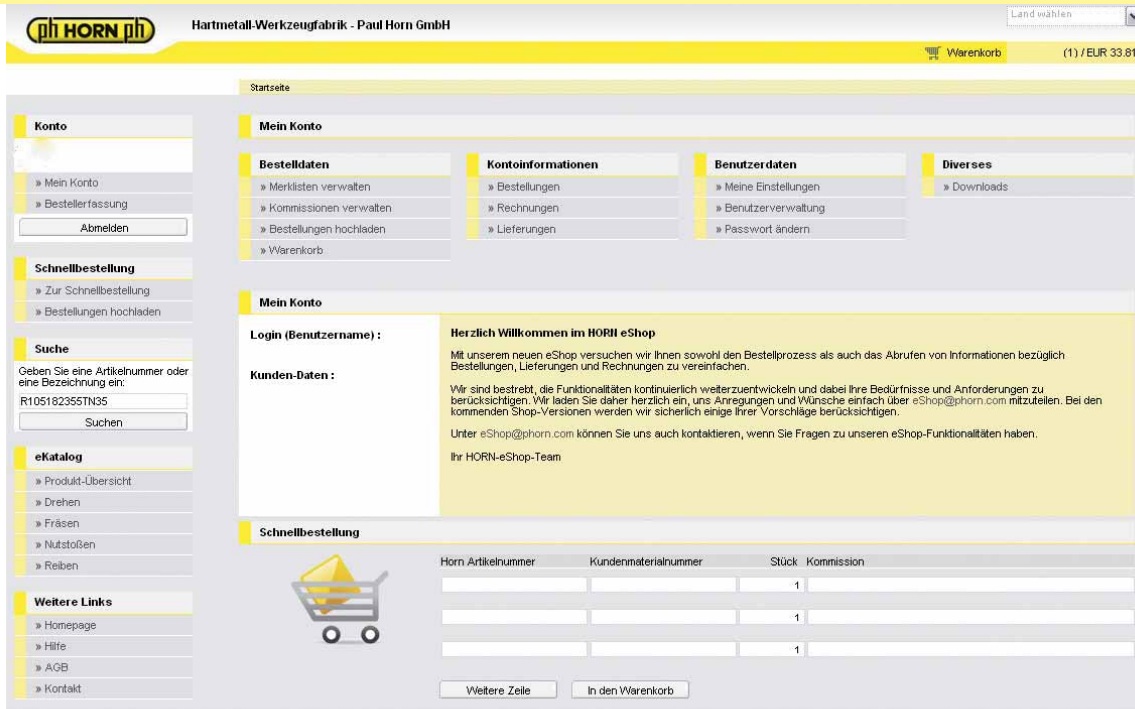 ph HORN ph
Hartmetall-Werkzeugfabrik - Paul Horn GmbH
Land wählen
Warenkorb
(1) / EUR 33.81
Startseite
Konto
» Mein Konto
» Bestellerfassung
Abmelden
Schnellbestellung
» Zur Schnellbestellung
» Bestellungen hochladen
Suche
Geben Sie eine Artikelnummer oder
eine Bezeichnung ein:
R105182355TN35
Suchen
eKatalog
» Produkt-Übersicht
» Drehen
» Fräsen
» Nutstoßen
» Reiben
Weitere Links
» Homepage
» Hilfe
» AGB
» Kontakt
Mein Konto
Bestelldaten
» Merklisten verwalten
» Kommissionen verwalten
» Bestellungen hochladen
» Warenkorb
Kontoinformationen
» Bestellungen
» Rechnungen
» Lieferungen
Benutzerdaten
» Meine Einstellungen
» Benutzerverwaltung
» Passwort ändern
Diverses
» Downloads
Mein Konto
Login (Benutzername) :
Kunden-Daten :
Herzlich Willkommen im HORN eShop
Mit unserem neuen eShop versuchen wir Ihnen sowohl den Bestellprozess als auch das Abrufen von Informationen bezüglich
Bestellungen, Lieferungen und Rechnungen zu vereinfachen.
Wir sind bestrebt, die Funktionalitäten kontinuierlich weiterzuentwickeln und dabei Ihre Bedürfnisse und Anforderungen zu
berücksichtigen. Wir laden Sie daher herzlich ein, uns Anregungen und Wünsche einfach über eShop@phorn.com mitzuteilen. Bei den
kommenden Shop-Versionen werden wir sicherlich einige Ihrer Vorschläge berücksichtigen.
Unter eShop@phorn.com können Sie uns auch kontaktieren, wenn Sie Fragen zu unseren eShop-Funktionalitäten haben.
Ihr HORN-eShop-Team
Schnellbestellung
Horn Artikelnummer Kundenmaterialnummer Stück Kommission
1
1
1
Weitere Zeile In den Warenkorb